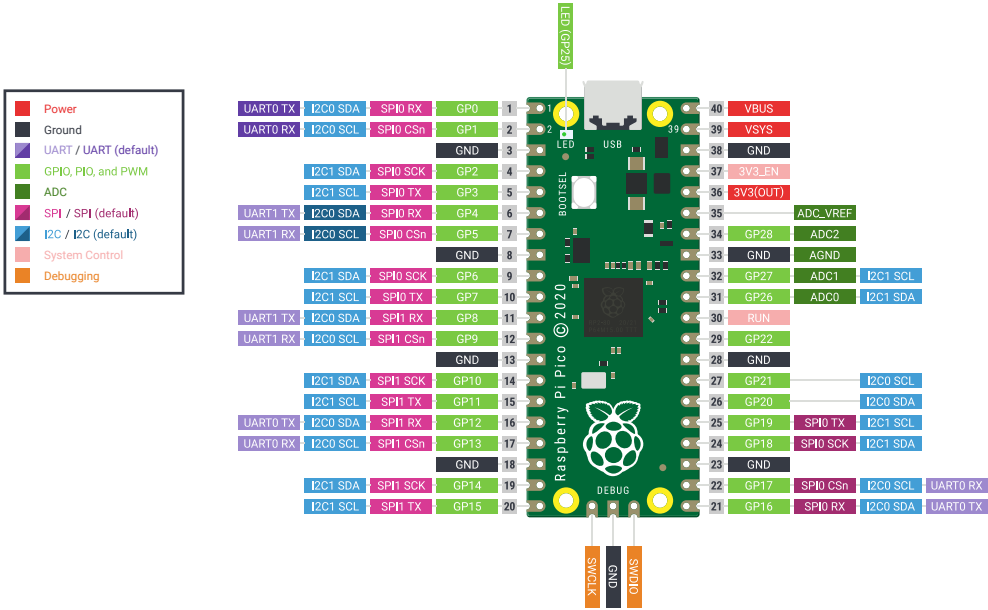 LED (GP25)
Power
Ground
UART / UART (default)
GPIO, PIO, and PWM
ADC
SPI / SPI (default)
I2C / I2C (default)
System Control
Debugging
UART0 TX I2C0 SDA SPI0 RX GP0 1 1 40 VBUS
UART0 RX I2C0 SCL SPI0 CSn GP1 2 2 39 39 VSYS
LED USB
GND 3 38 GND
I2C1 SDA SPI0 SCK GP2 4 37 3V3_EN
I2C1 SCL SPI0 TX GP3 5 36 3V3(OUT)
BOOTSEL
UART1 TX I2C0 SDA SPI0 RX GP4 6 35 ADC_VREF
UART1 RX I2C0 SCL SPI0 CSn GP5 7 34 GP28 ADC2
GND 8 33 GND AGND
I2C1 SDA SPI0 SCK GP6 9 32 GP27 ADC1 I2C1 SCL
I2C1 SCL SPI0 TX GP7 10 31 GP26 ADC0 I2C1 SDA
UART1 TX I2C0 SDA SPI1 RX GP8 11 30 RUN
UART1 RX I2C0 SCL SPI1 CSn GP9 12 29 GP22
GND 13 28 GND
I2C1 SDA SPI1 SCK GP10 14 27 GP21 I2C0 SCL
I2C1 SCL SPI1 TX GP11 15 26 GP20 I2C0 SDA
UART0 TX I2C0 SDA SPI1 RX GP12 16 25 GP19 SPI0 TX I2C1 SCL
UART0 RX I2C0 SCL SPI1 CSn GP13 17 24 GP18 SPI0 SCK I2C1 SDA
GND 18 23 GND
I2C1 SDA SPI1 SCK GP14 19 22 GP17 SPI0 CSn I2C0 SCL UART0 RX
I2C1 SCL SPI1 TX GP15 20 21 GP16 SPI0 RX I2C0 SDA UART0 TX
Raspberry Pi Pico © 2020
DEBUG
SWCLK
GND
SWDIO